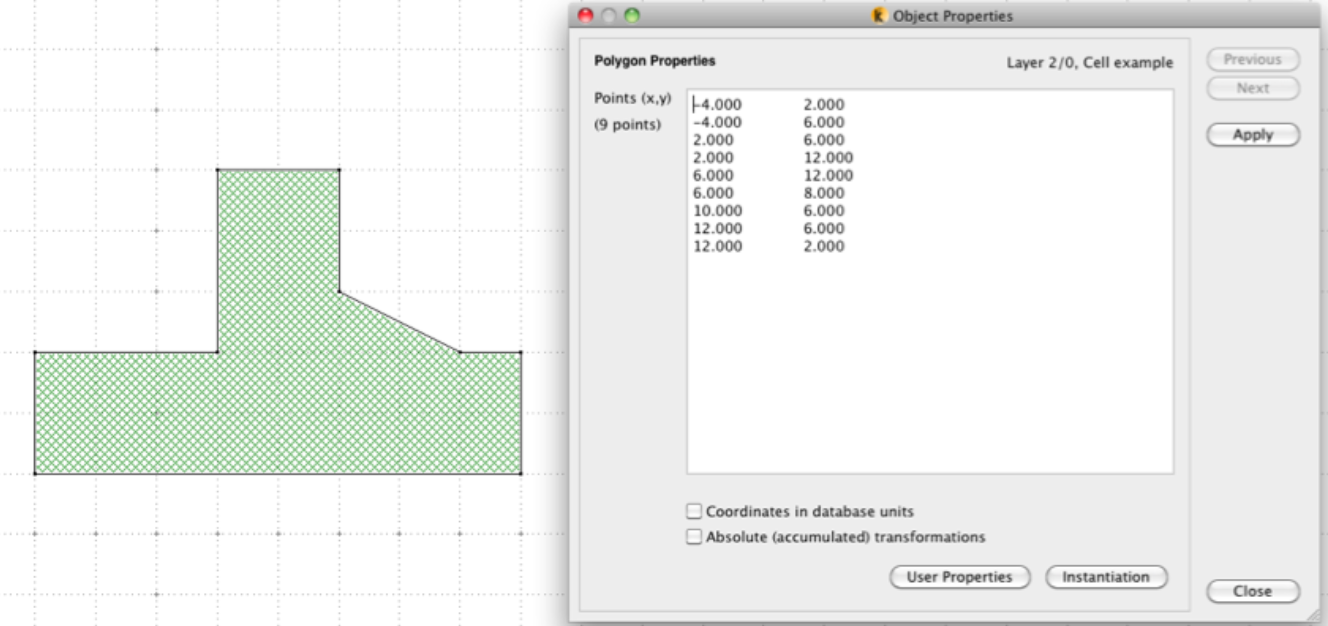 Object Properties
Polygon Properties
Layer 2/0, Cell example
Previous
Next
Apply
Points (x,y)
(9 points)
-4.000 2.000
-4.000 6.000
2.000 6.000
2.000 12.000
6.000 12.000
6.000 8.000
10.000 6.000
12.000 6.000
12.000 2.000
Coordinates in database units
Absolute (accumulated) transformations
User Properties Instantiation
Close